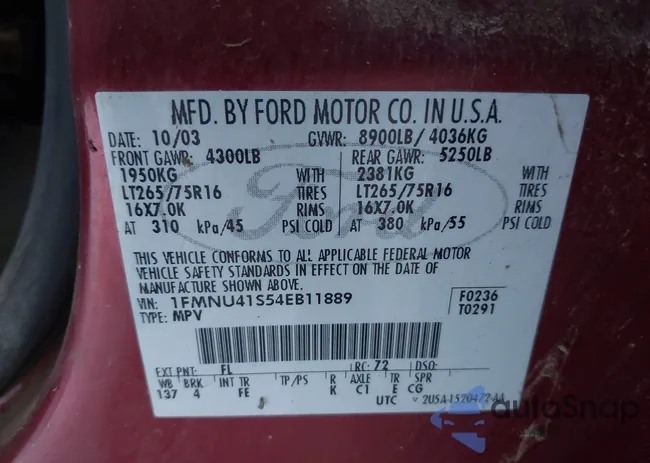 MFD. BY FORD MOTOR CO. IN U.S.A.
DATE: 10/03 GVWR: 8900LB / 4036KG
FRONT GAWR: 4300LB REAR GAWR: 5250LB
1950KG WITH 2381KG WITH
LT265/75R16 TIRES LT265/75R16 TIRES
16X7.0K RIMS 16X7.0K RIMS
AT 310 kPa/45 PSI COLD AT 380 kPa/55 PSI COLD
Ford
THIS VEHICLE CONFORMS TO ALL APPLICABLE FEDERAL MOTOR
VEHICLE SAFETY STANDARDS IN EFFECT ON THE DATE OF
MANUFACTURE SHOWN ABOVE.
VIN: 1FMNU41S54EB11889 F0236
TYPE: MPV T0291
EXT PNT: FL RC: 72 DSO:
WB BRK INT TR TP/PS R AXLE TR SPR
137 4 FE K C1 E CG
UTC 2U5A-1520472-AA
autoSnap